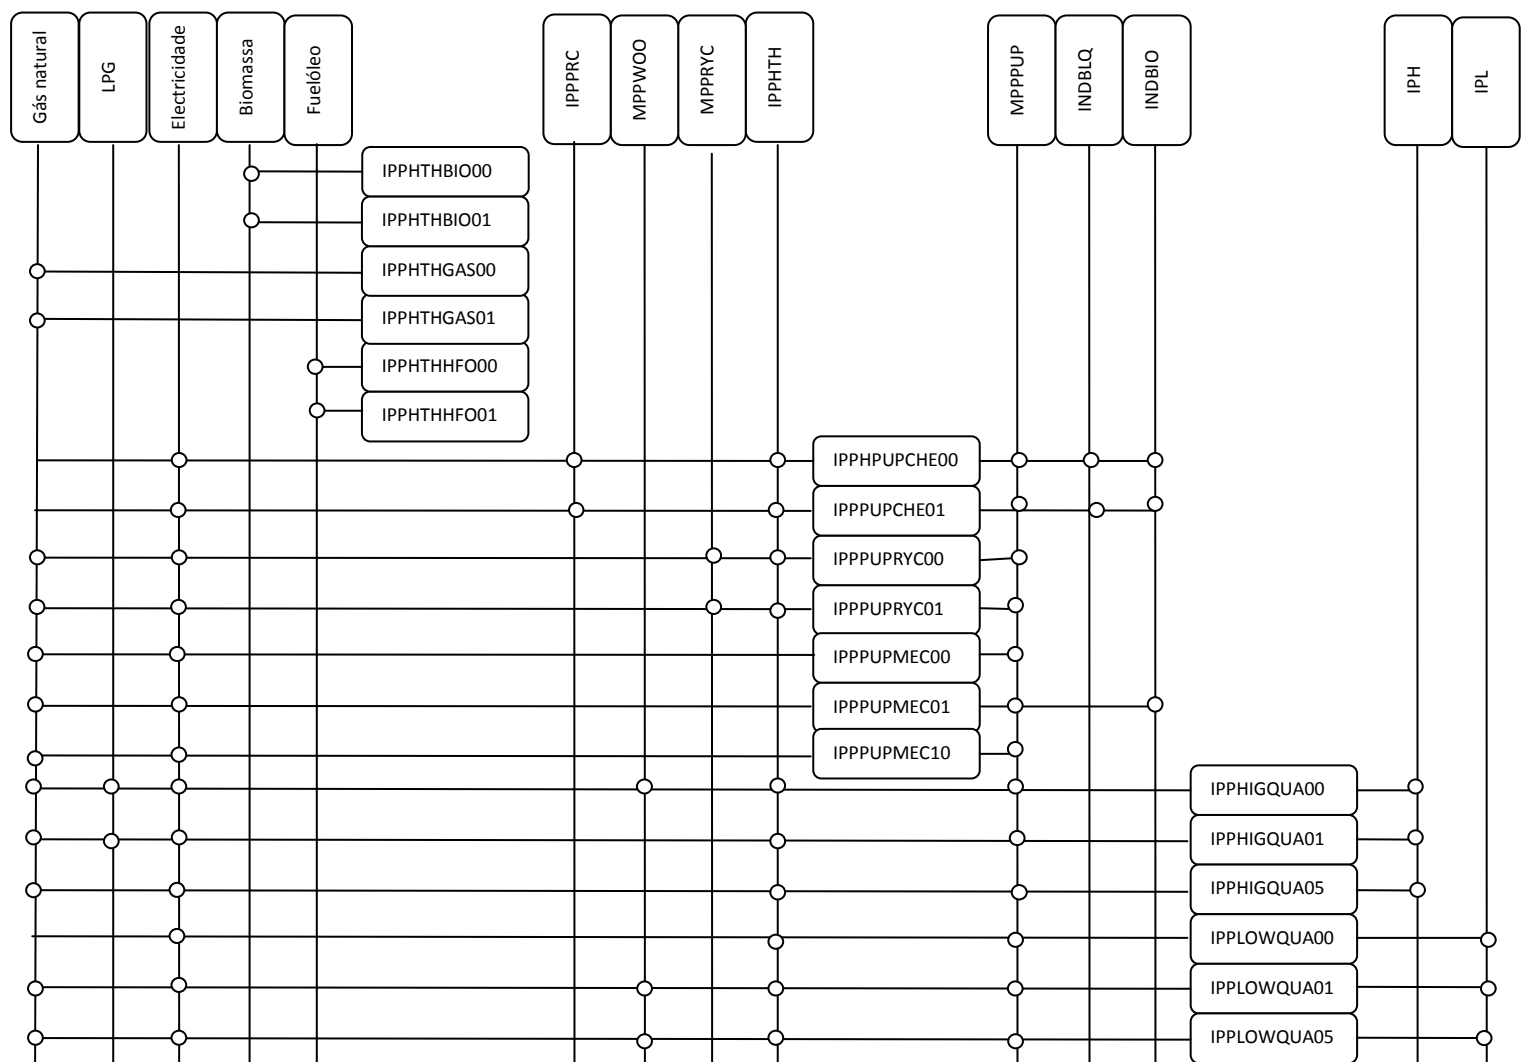 Gás natural
LPG
Electricidade
Biomassa
Fuelóleo
IPPPRC
MPPWOO
MPPRYC
IPPHTH
MPPPUP
INDBLQ
INDBIO
IPH
IPL
IPPHTHBIO00
IPPHTHBIO01
IPPHTHGAS00
IPPHTHGAS01
IPPHTHHFO00
IPPHTHHFO01
IPPHPUPCHE00
IPPPUPCHE01
IPPPUPRYC00
IPPPUPRYC01
IPPPUPMEC00
IPPPUPMEC01
IPPPUPMEC10
IPPHIGQUA00
IPPHIGQUA01
IPPHIGQUA05
IPPLOWQUA00
IPPLOWQUA01
IPPLOWQUA05